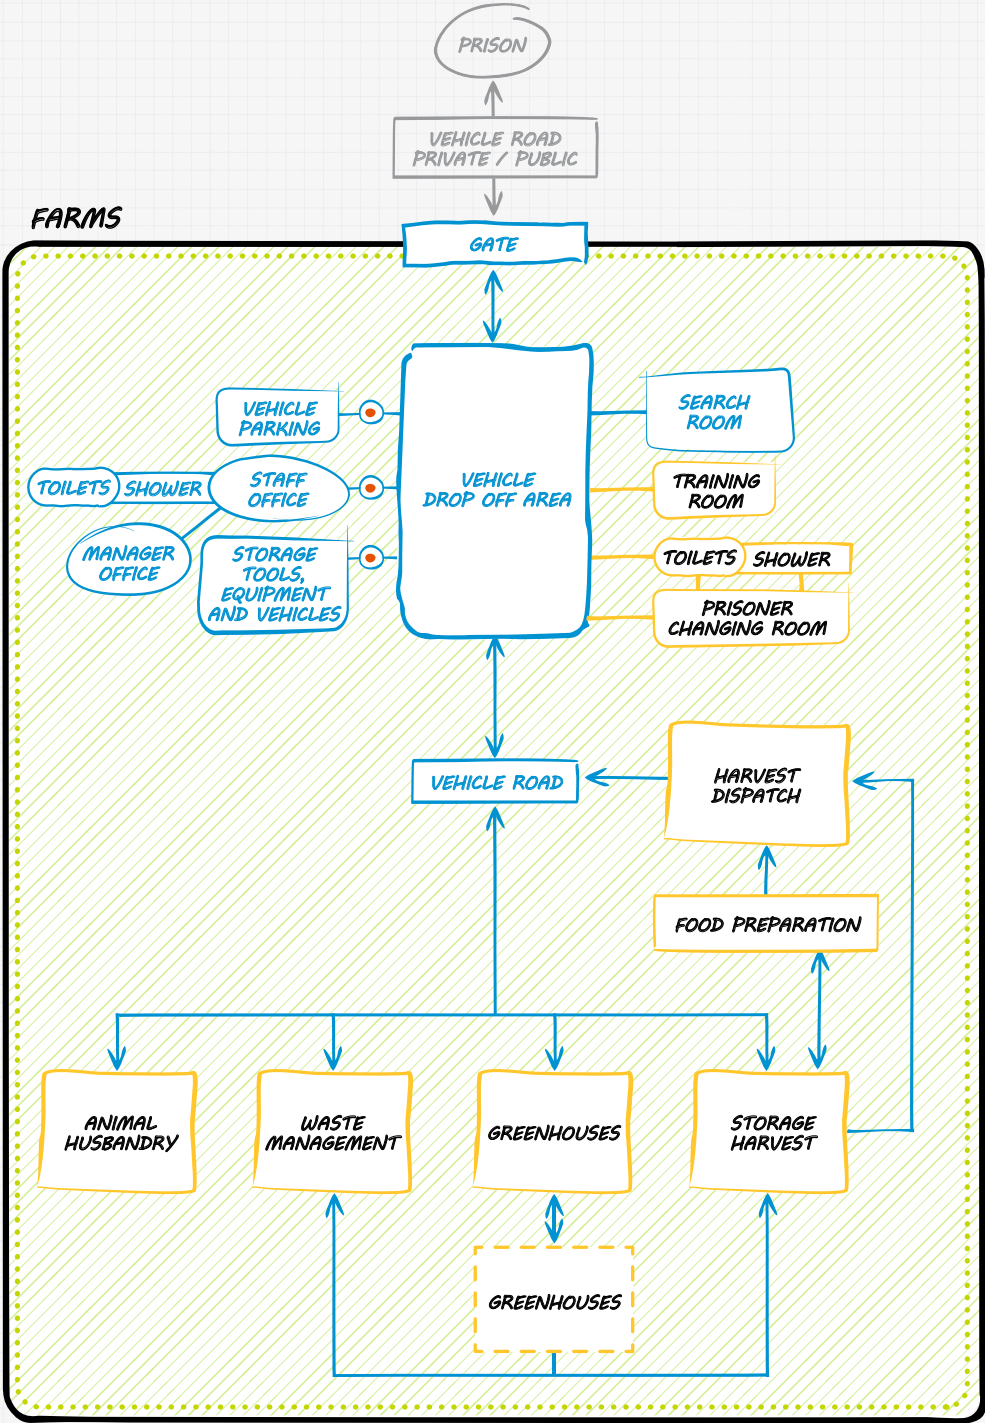 PRISON
VEHICLE ROAD
PRIVATE / PUBLIC
FARMS
GATE
VEHICLE
PARKING
SEARCH
ROOM
TOILETS
SHOWER
STAFF
OFFICE
VEHICLE
DROP OFF AREA
TRAINING
ROOM
MANAGER
OFFICE
STORAGE
TOOLS,
EQUIPMENT
AND VEHICLES
TOILETS
SHOWER
PRISONER
CHANGING ROOM
VEHICLE ROAD
HARVEST
DISPATCH
FOOD PREPARATION
ANIMAL
HUSBANDRY
WASTE
MANAGEMENT
GREENHOUSES
STORAGE
HARVEST
GREENHOUSES